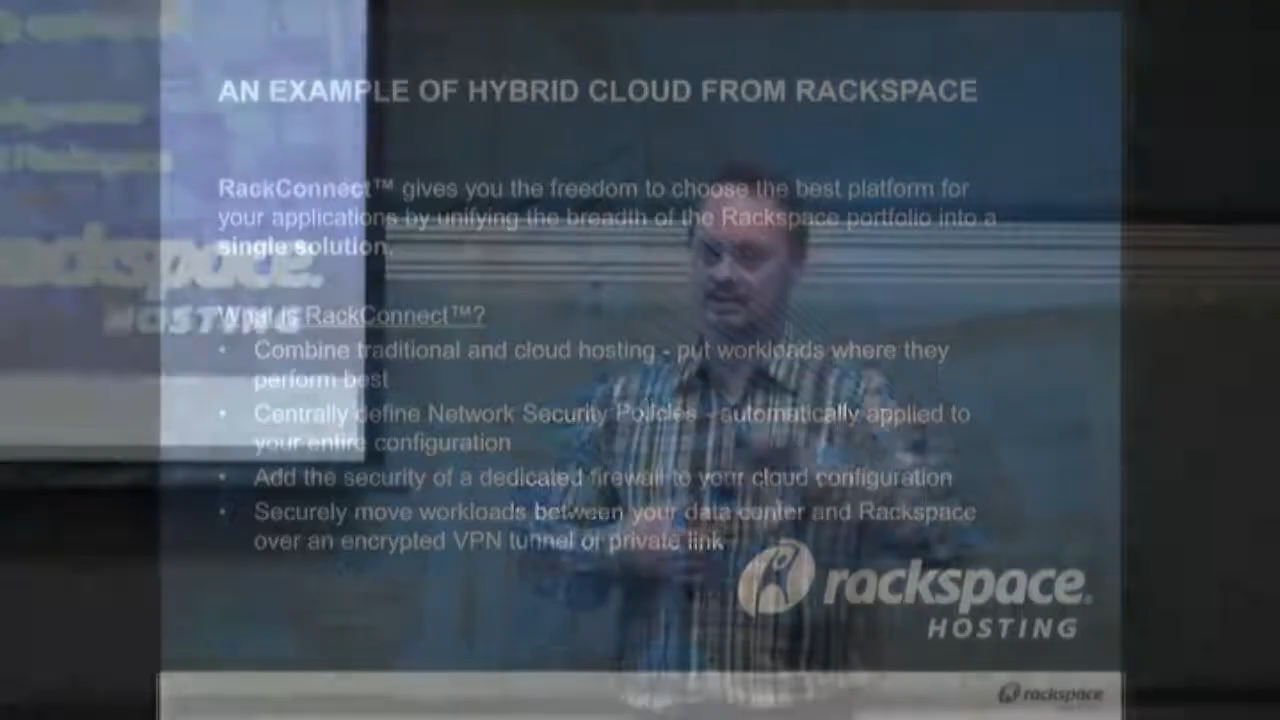 AN EXAMPLE OF HYBRID CLOUD FROM RACKSPACE
RackConnect™ gives you the freedom to choose the best platform for
your applications by unifying the breadth of the Rackspace portfolio into a
single solution.
What is RackConnect™?
• Combine traditional and cloud hosting - put workloads where they
perform best
• Centrally define Network Security Policies - automatically applied to
your entire configuration
• Add the security of a dedicated firewall to your cloud configuration
• Securely move workloads between your data center and Rackspace
over an encrypted VPN tunnel or private link
rackspace.
HOSTING
rackspace
ackspace.
HOSTING